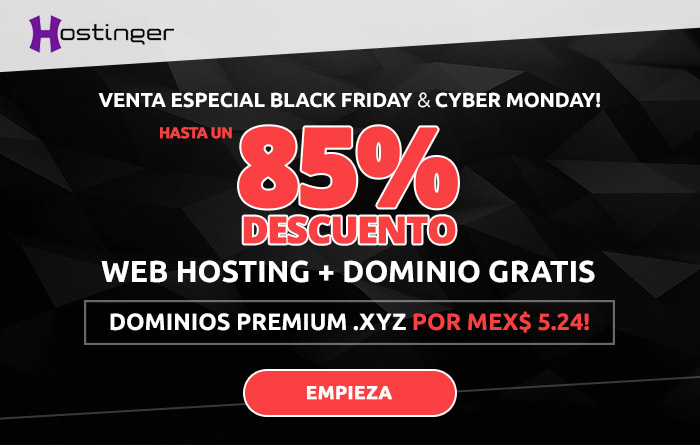 Hostinger
VENTA ESPECIAL BLACK FRIDAY & CYBER MONDAY!
HASTA UN
85%
DESCUENTO
WEB HOSTING + DOMINIO GRATIS
DOMINIOS PREMIUM .XYZ POR MEX$ 5.24!
EMPIEZA